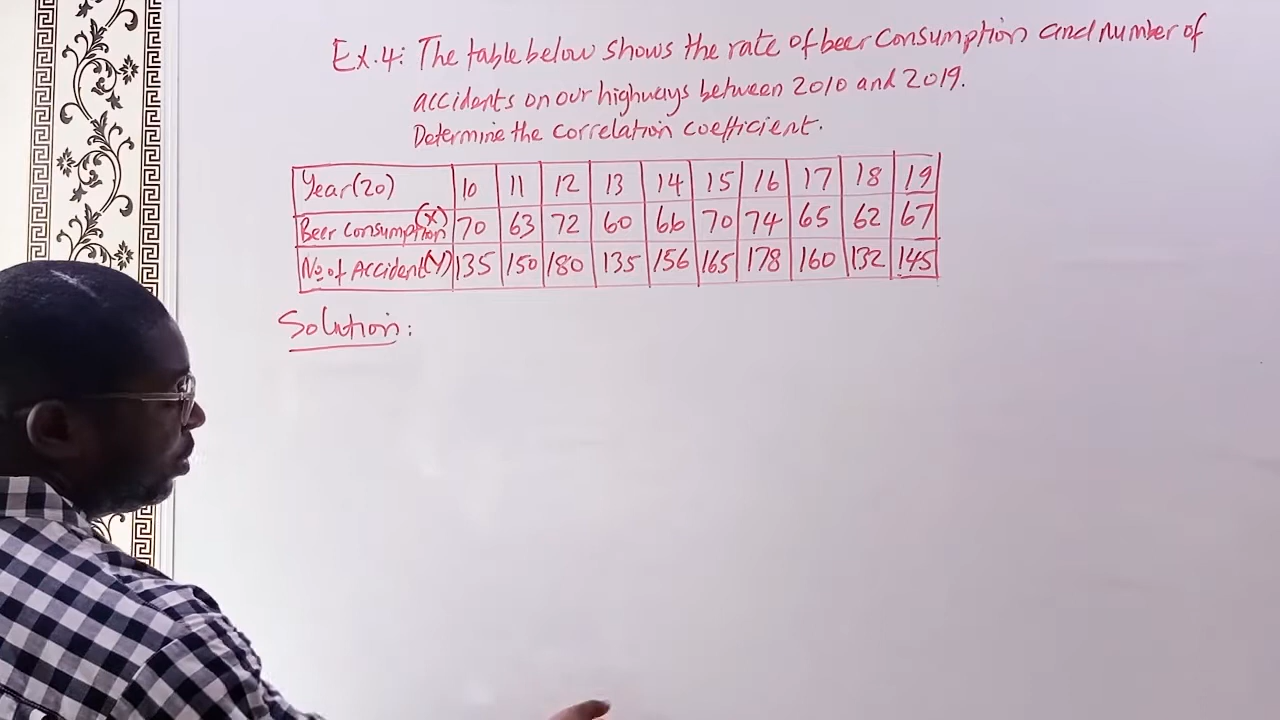 Ex.4: The table below shows the rate of beer consumption and number of
accidents on our highways between 2010 and 2019.
Determine the correlation coefficient.
Year(20) 10 11 12 13 14 15 16 17 18 19
Beer Consumption (X) 70 63 72 60 66 70 74 65 62 67
No of Accident(Y) 135 150 180 135 156 165 178 160 132 145
Solution: